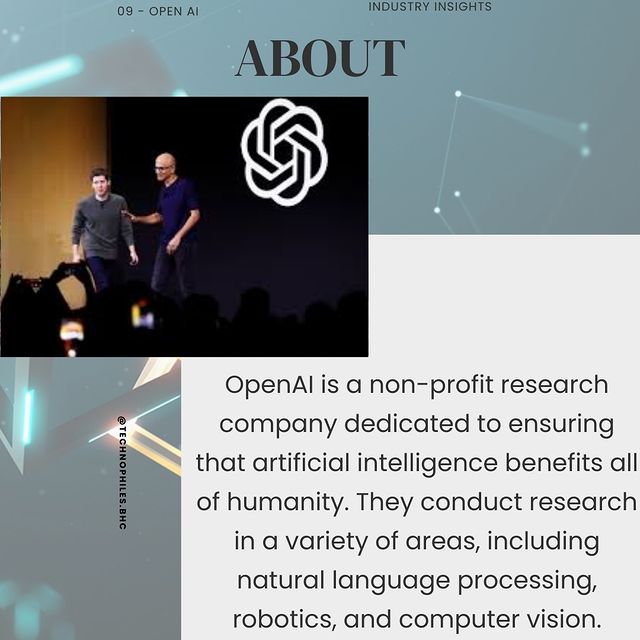 09 - OPEN AI
INDUSTRY INSIGHTS
ABOUT
OpenAI is a non-profit research
company dedicated to ensuring
that artificial intelligence benefits all
of humanity. They conduct research
in a variety of areas, including
natural language processing,
robotics, and computer vision.
@TECHNOPHILES.BHC